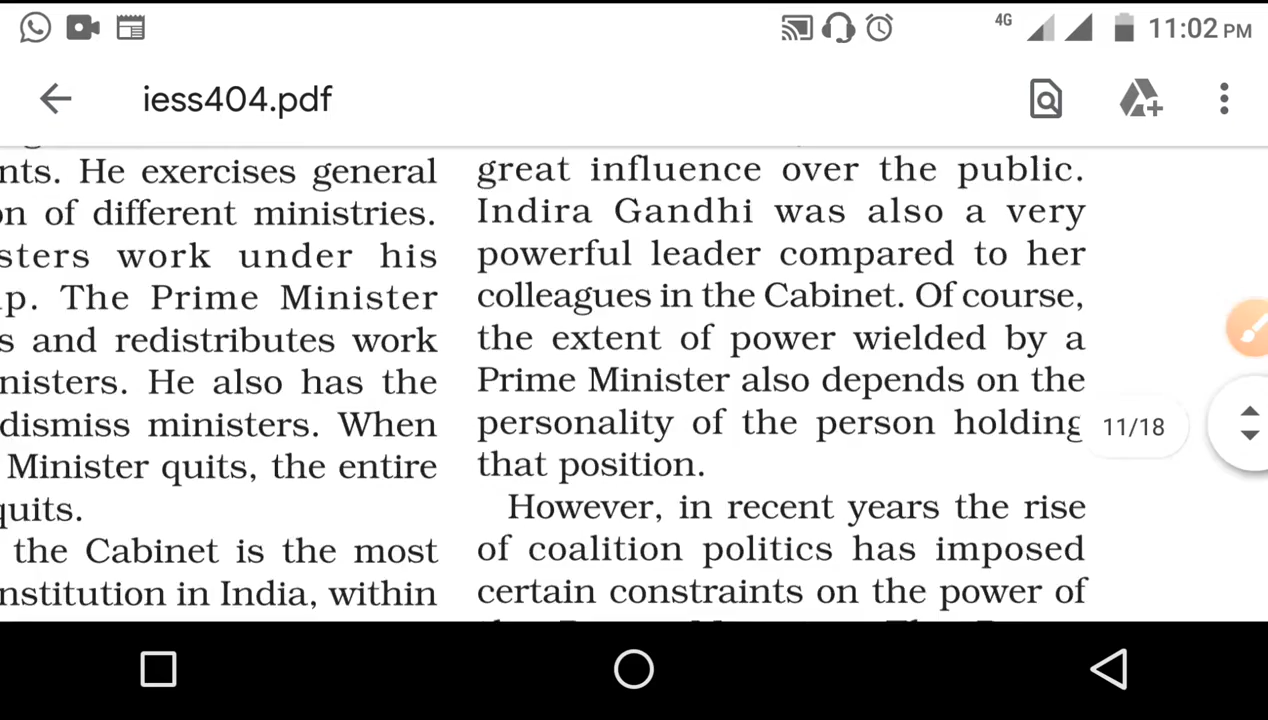 4G 11:02 PM
iess404.pdf
nts. He exercises general
on of different ministries.
sters work under his
p. The Prime Minister
s and redistributes work
nisters. He also has the
dismiss ministers. When
Minister quits, the entire
quits.
the Cabinet is the most
nstitution in India, within
great influence over the public.
Indira Gandhi was also a very
powerful leader compared to her
colleagues in the Cabinet. Of course,
the extent of power wielded by a
Prime Minister also depends on the
personality of the person holding
that position.
However, in recent years the rise
of coalition politics has imposed
certain constraints on the power of
11/18